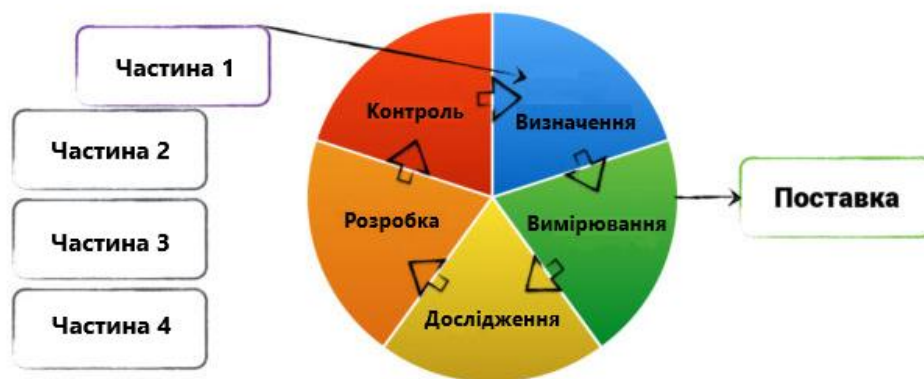 Частина 1
Частина 2
Частина 3
Частина 4
Контроль
Визначення
Розробка
Вимірювання
Дослідження
Поставка